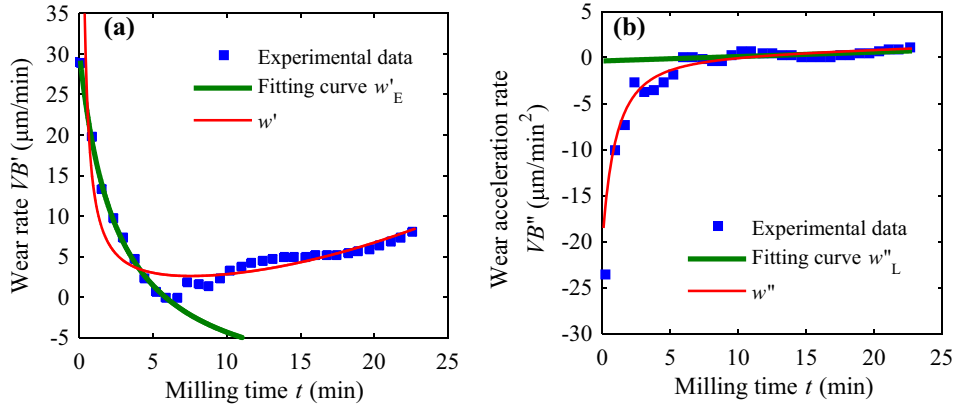 (a)
Wear rate VB' (μm/min)
35
30
25
20
15
10
5
0
-5
Experimental data
Fitting curve w'E
w'
0 5 10 15 20 25
Milling time t (min)
(b)
Wear acceleration rate
VB" (μm/min²)
5
0
-5
-10
-15
-20
-25
-30
Experimental data
Fitting curve w"L
w"
0 5 10 15 20 25
Milling time t (min)